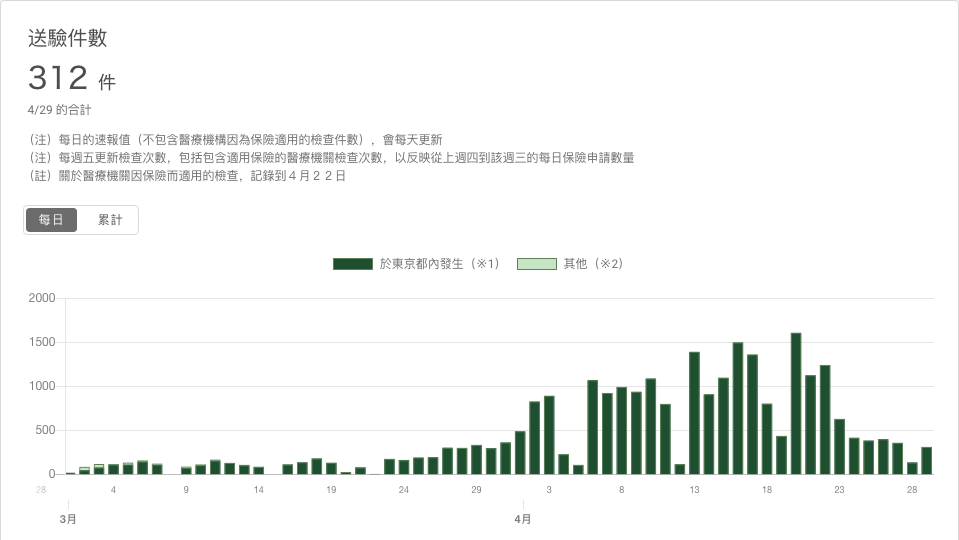 送驗件數
312 件
4/29 的合計
（注）每日的速報值（不包含醫療機構因為保險適用的檢查件數），會每天更新
（注）每週五更新檢查次數，包括包含適用保險的醫療機關檢查次數，以反映從上週四到該週三的每日保險申請數量
（註）關於醫療機關因保險而適用的檢查，記錄到４月２２日
每日 累計
於東京都內發生（※1） 其他（※2）
2000
1500
1000
500
0
28 4 9 14 19 24 29 3 8 13 18 23 28
3月 4月